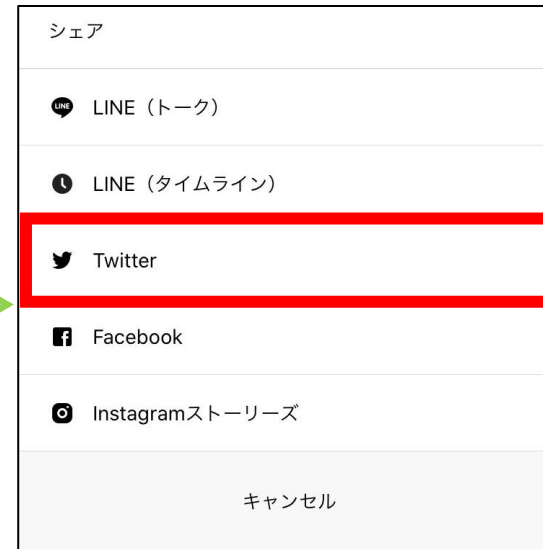 シェア
LINE（トーク）
LINE（タイムライン）
Twitter
Facebook
Instagramストーリーズ
キャンセル